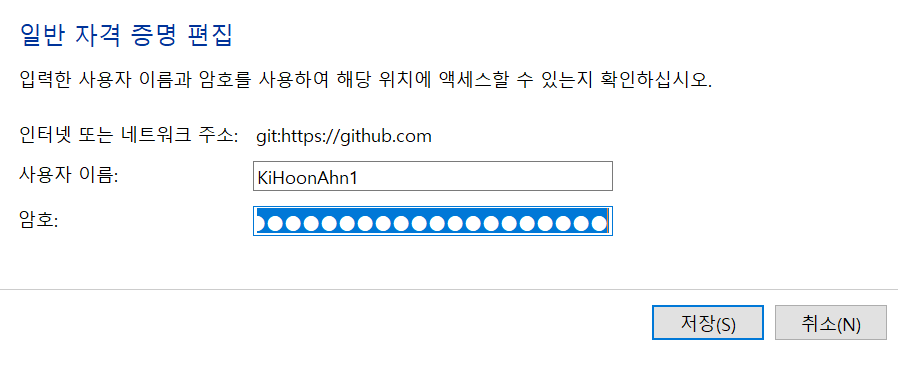 일반 자격 증명 편집
입력한 사용자 이름과 암호를 사용하여 해당 위치에 액세스할 수 있는지 확인하십시오.
인터넷 또는 네트워크 주소: git:https://github.com
사용자 이름: KiHoonAhn1
암호: ●●●●●●●●●●●●●●●●●●●●
저장(S) 취소(N)